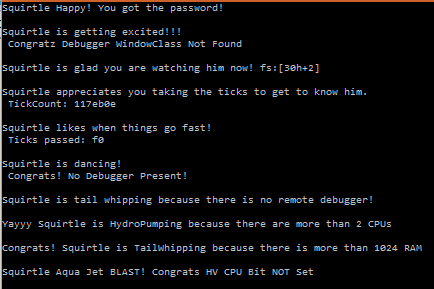 Squirtle Happy! You got the password!
Squirtle is getting excited!!!
Congratz Debugger WindowClass Not Found
Squirtle is glad you are watching him now! fs:[30h+2]
Squirtle appreciates you taking the ticks to get to know him.
TickCount: 117eb0e
Squirtle likes when things go fast!
Ticks passed: f0
Squirtle is dancing!
Congrats! No Debugger Present!
Squirtle is tail whipping because there is no remote debugger!
Yayyy Squirtle is HydroPumping because there are more than 2 CPUs
Congrats! Squirtle is TailWhipping because there is more than 1024 RAM
Squirtle Aqua Jet BLAST! Congrats HV CPU Bit NOT Set